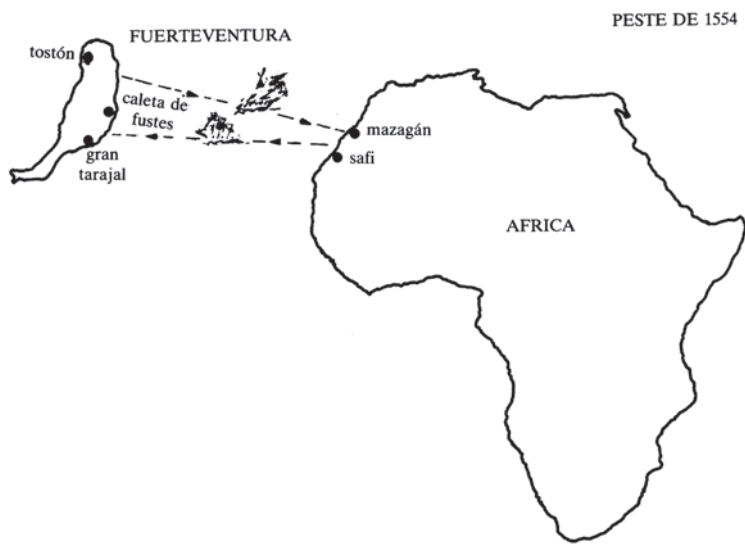 PESTE DE 1554
FUERTEVENTURA
tostón
caleta de
fustes
gran
tarajal
mazagán
safi
AFRICA